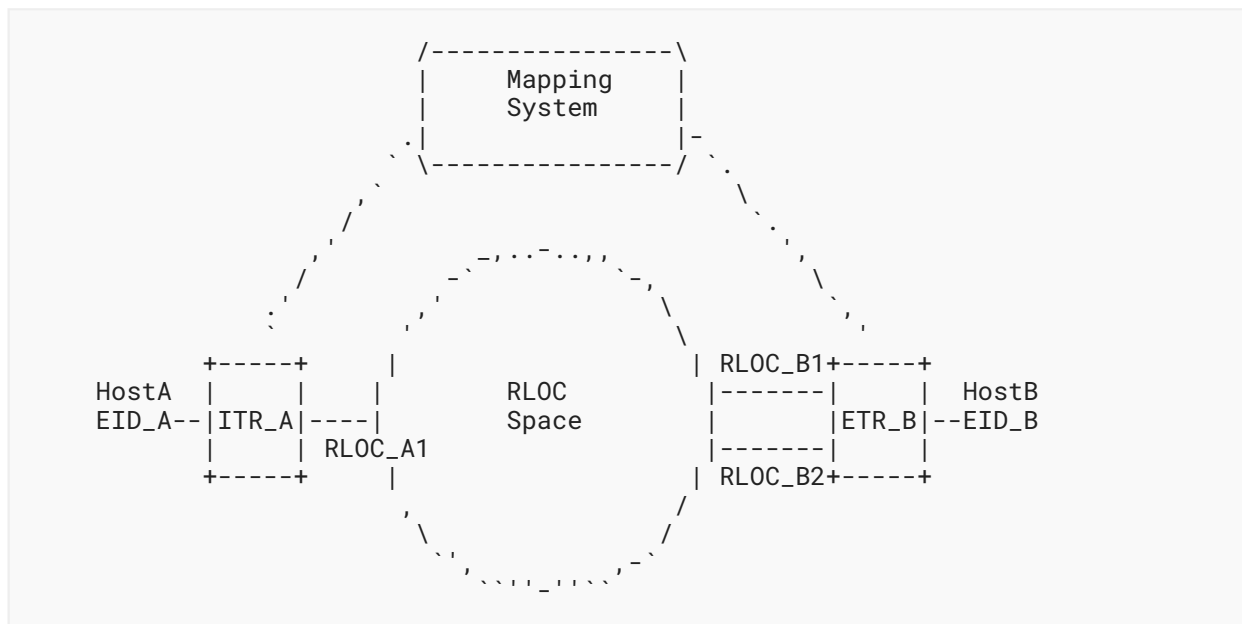 Mapping
System
RLOC_B1
HostA RLOC HostB
EID_A--|ITR_A|----| Space |ETR_B|--EID_B
RLOC_A1
RLOC_B2